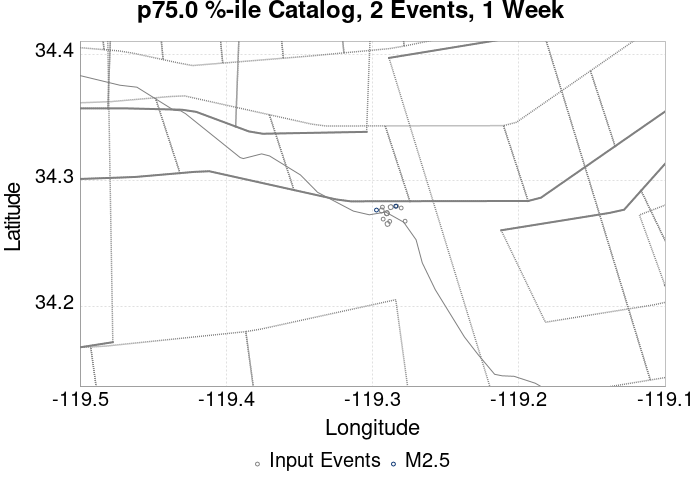 p75.0 %-ile Catalog, 2 Events, 1 Week
34.4
34.3
34.2
Latitude
-119.5 -119.4 -119.3 -119.2 -119.1
Longitude
Input Events M2.5